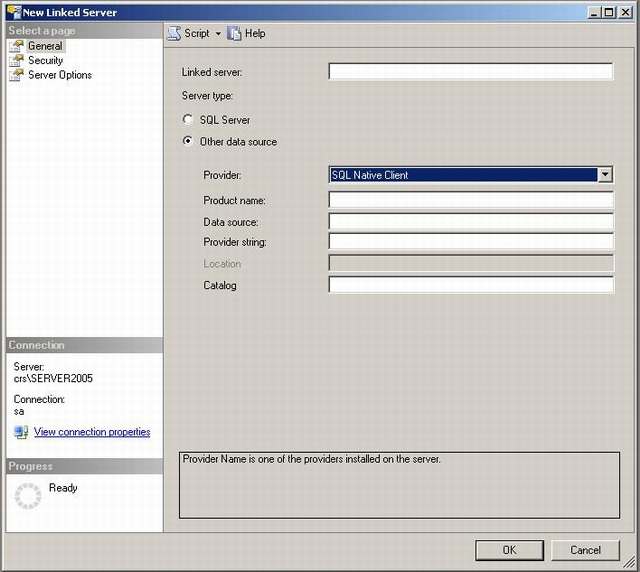 New Linked Server
Select a page
General
Security
Server Options
Script
Help
Linked server:
Server type:
SQL Server
Other data source
Provider:
SQL Native Client
Product name:
Data source:
Provider string:
Location
Catalog
Connection
Server:
crs\SERVER2005
Connection:
sa
View connection properties
Progress
Ready
Provider Name is one of the providers installed on the server.
OK
Cancel